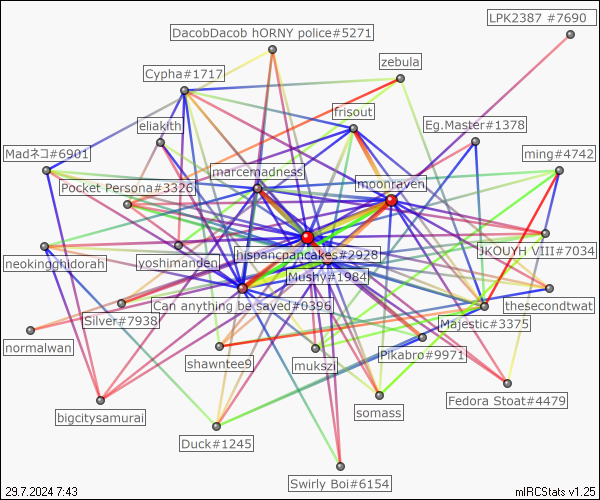 LPK2387 #7690
DacobDacob hORNY police#5271
zebula
Cypha#1717
frisout
eliakith
Eg.Master#1378
Madネコ#6901
ming#4742
marcemadness
moonraven
Pocket Persona#3326
hispancpancakes#2928
JKOUYH VIII#7034
neokingghidorah
yoshimanden
Mushy#1984
Can anything be saved#0396
thesecondtwat
Silver#7938
Majestic#3375
normalwan
shawntee9
mukszi
Pikabro#9971
bigcitysamurai
somass
Fedora Stoat#4479
Duck#1245
Swirly Boi#6154
29.7.2024 7:43
mIRCStats v1.25